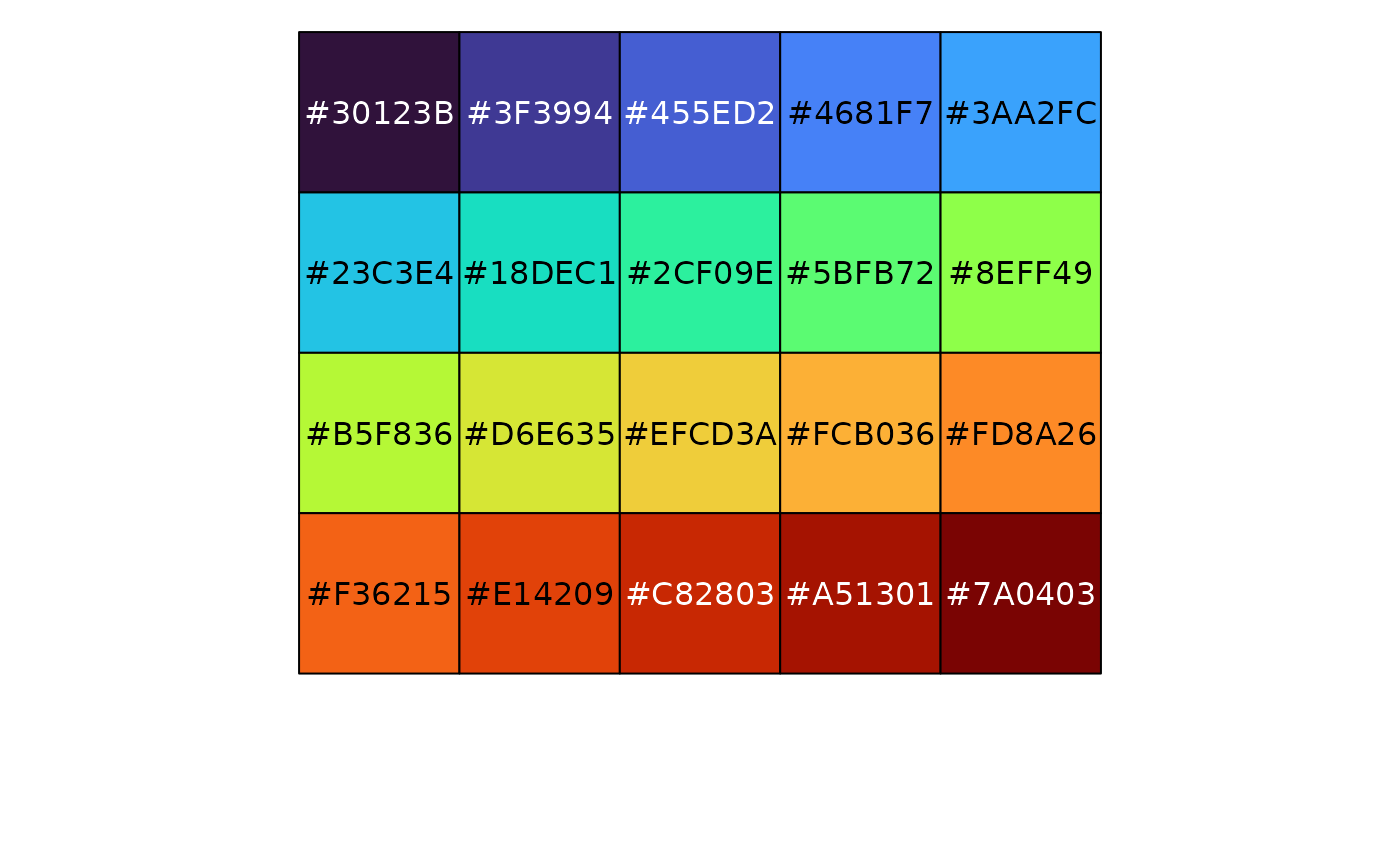 #30123B #3F3994 #455ED2 #4681F7 #3AA2FC
#23C3E4 #18DEC1 #2CF09E #5BFB72 #8EFF49
#B5F836 #D6E635 #EFCD3A #FCB036 #FD8A26
#F36215 #E14209 #C82803 #A51301 #7A0403